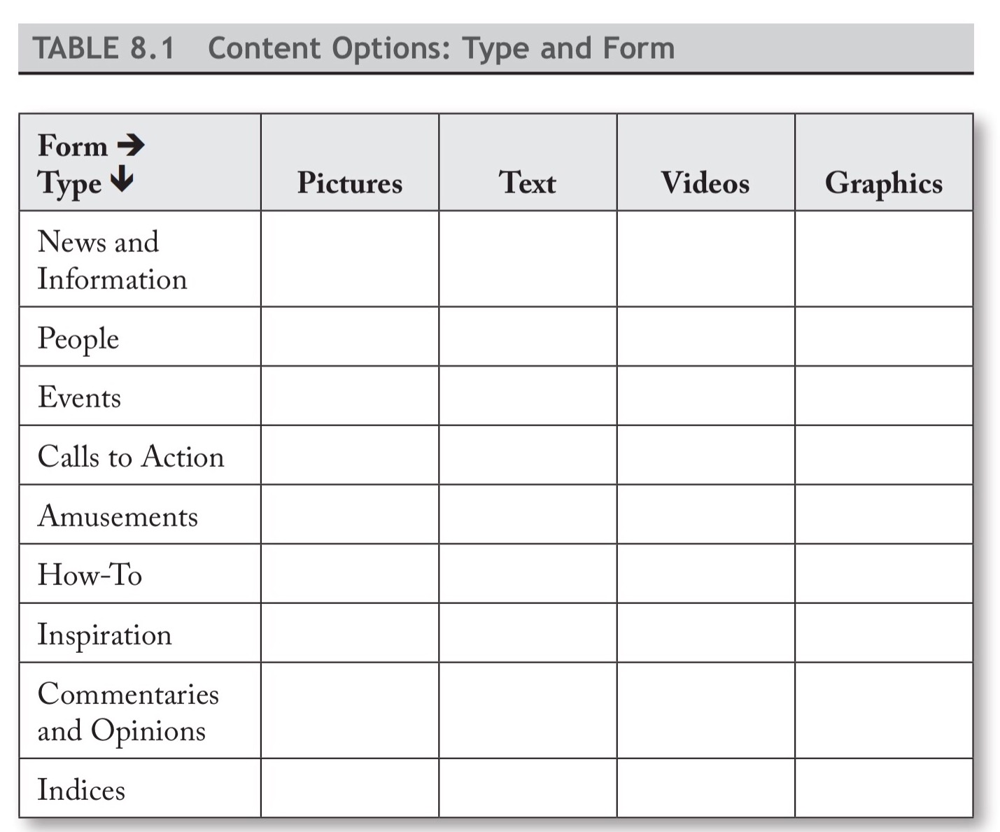 TABLE 8.1 Content Options: Type and Form
Form →
Type ↓ Pictures Text Videos Graphics
News and
Information
People
Events
Calls to Action
Amusements
How-To
Inspiration
Commentaries
and Opinions
Indices